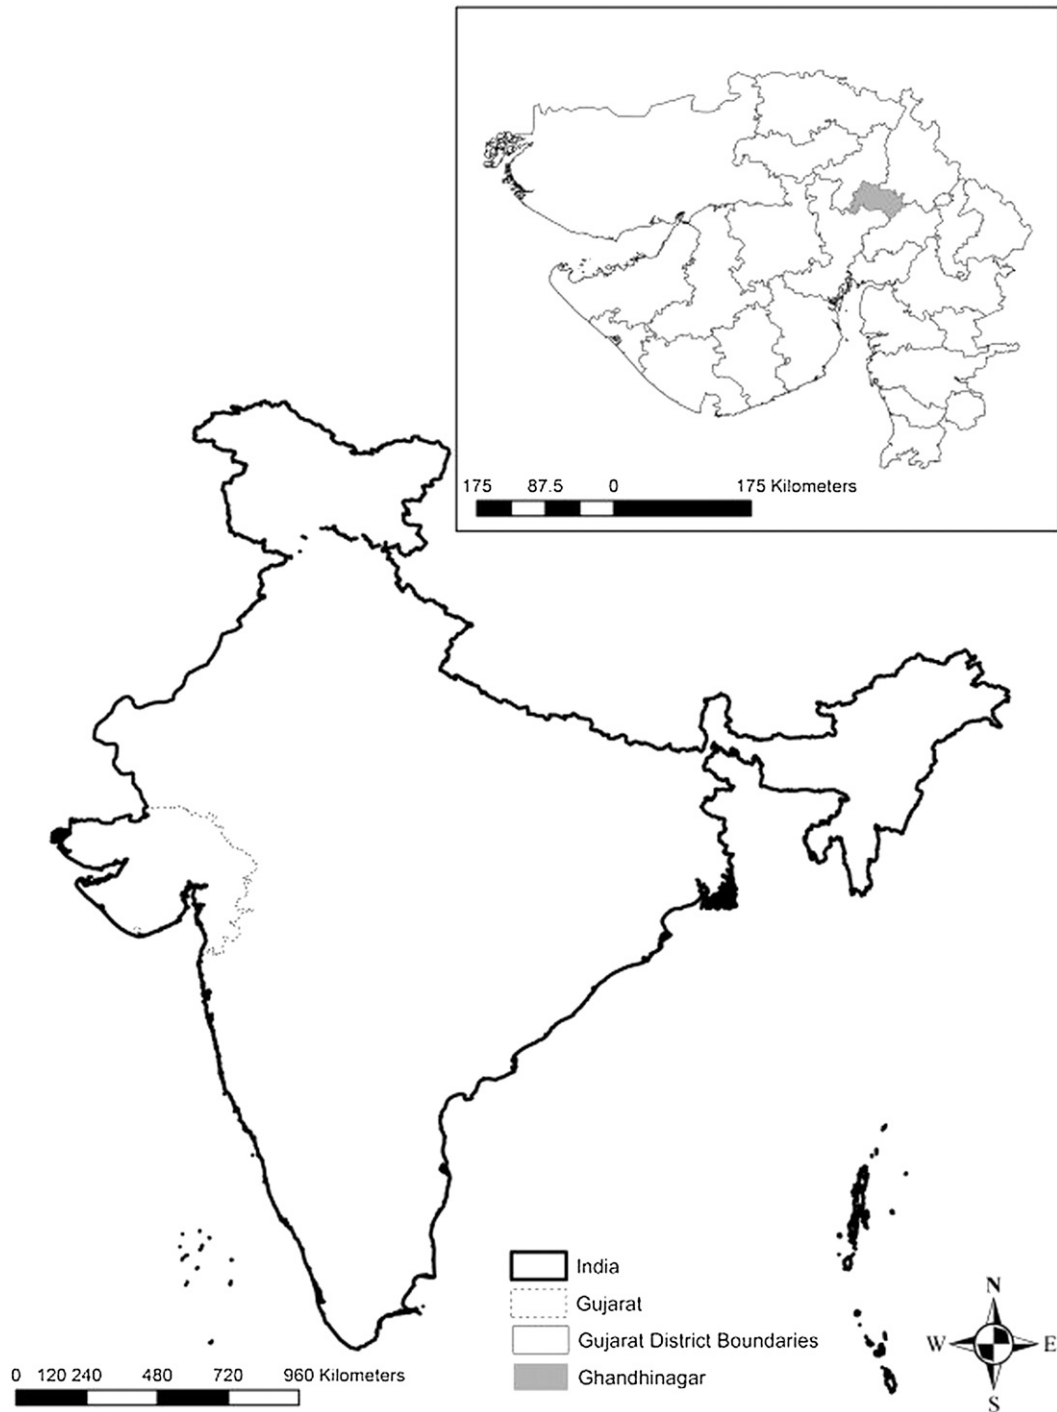 175 87.5 0 175 Kilometers
India
Gujarat
Gujarat District Boundaries
Ghandhinagar
N
W E
S
0 120 240 480 720 960 Kilometers